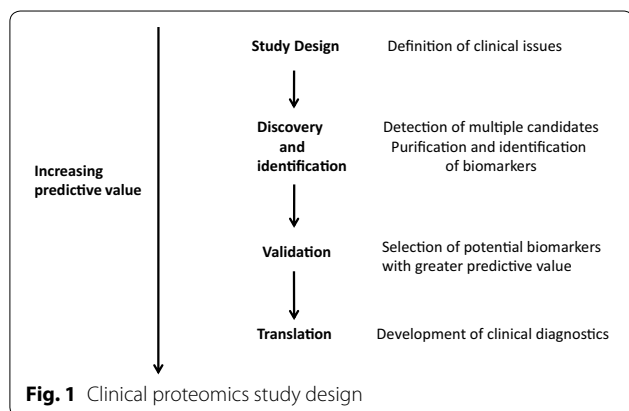 Study Design
Definition of clinical issues
Discovery
and
identification
Detection of multiple candidates
Purification and identification
of biomarkers
Increasing
predictive value
Validation
Selection of potential biomarkers
with greater predictive value
Translation
Development of clinical diagnostics
Fig. 1 Clinical proteomics study design